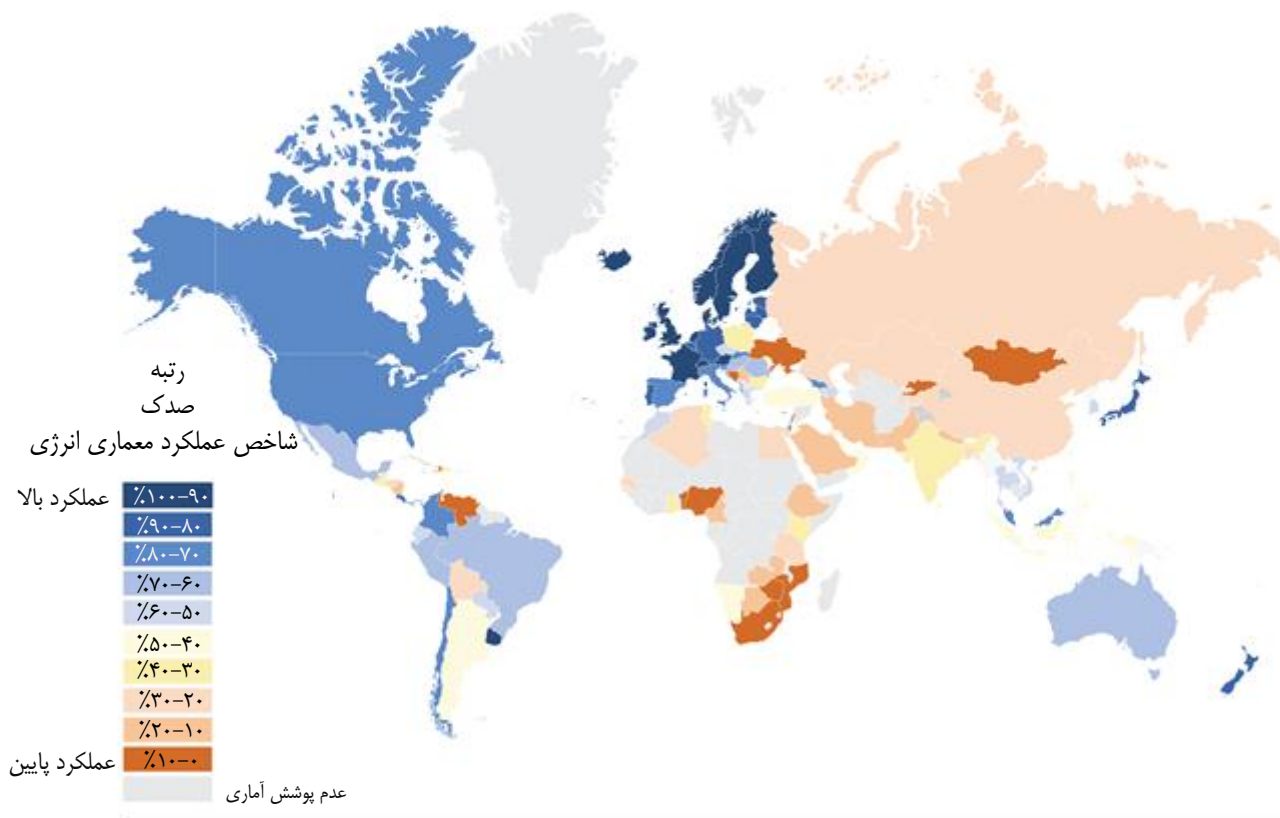 رتبه
صدک
شاخص عملکرد معماری انرژی
عملکرد بالا
٪۱۰۰–۹۰
٪۹۰–۸۰
٪۸۰–۷۰
٪۷۰–۶۰
٪۶۰–۵۰
٪۵۰–۴۰
٪۴۰–۳۰
٪۳۰–۲۰
٪۲۰–۱۰
عملکرد پایین
٪۱۰–۰
عدم پوشش آماری